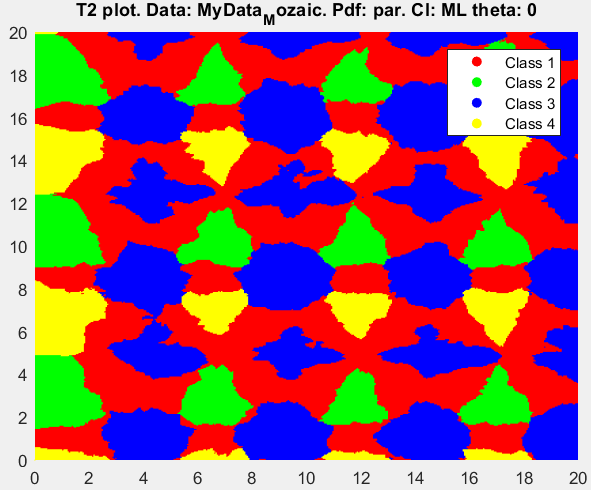 T2 plot. Data: MyData_Mozaic. Pdf: par. Cl: ML theta: 0
20
18
16
14
12
10
8
6
4
2
0
Class 1
Class 2
Class 3
Class 4
0 2 4 6 8 10 12 14 16 18 20